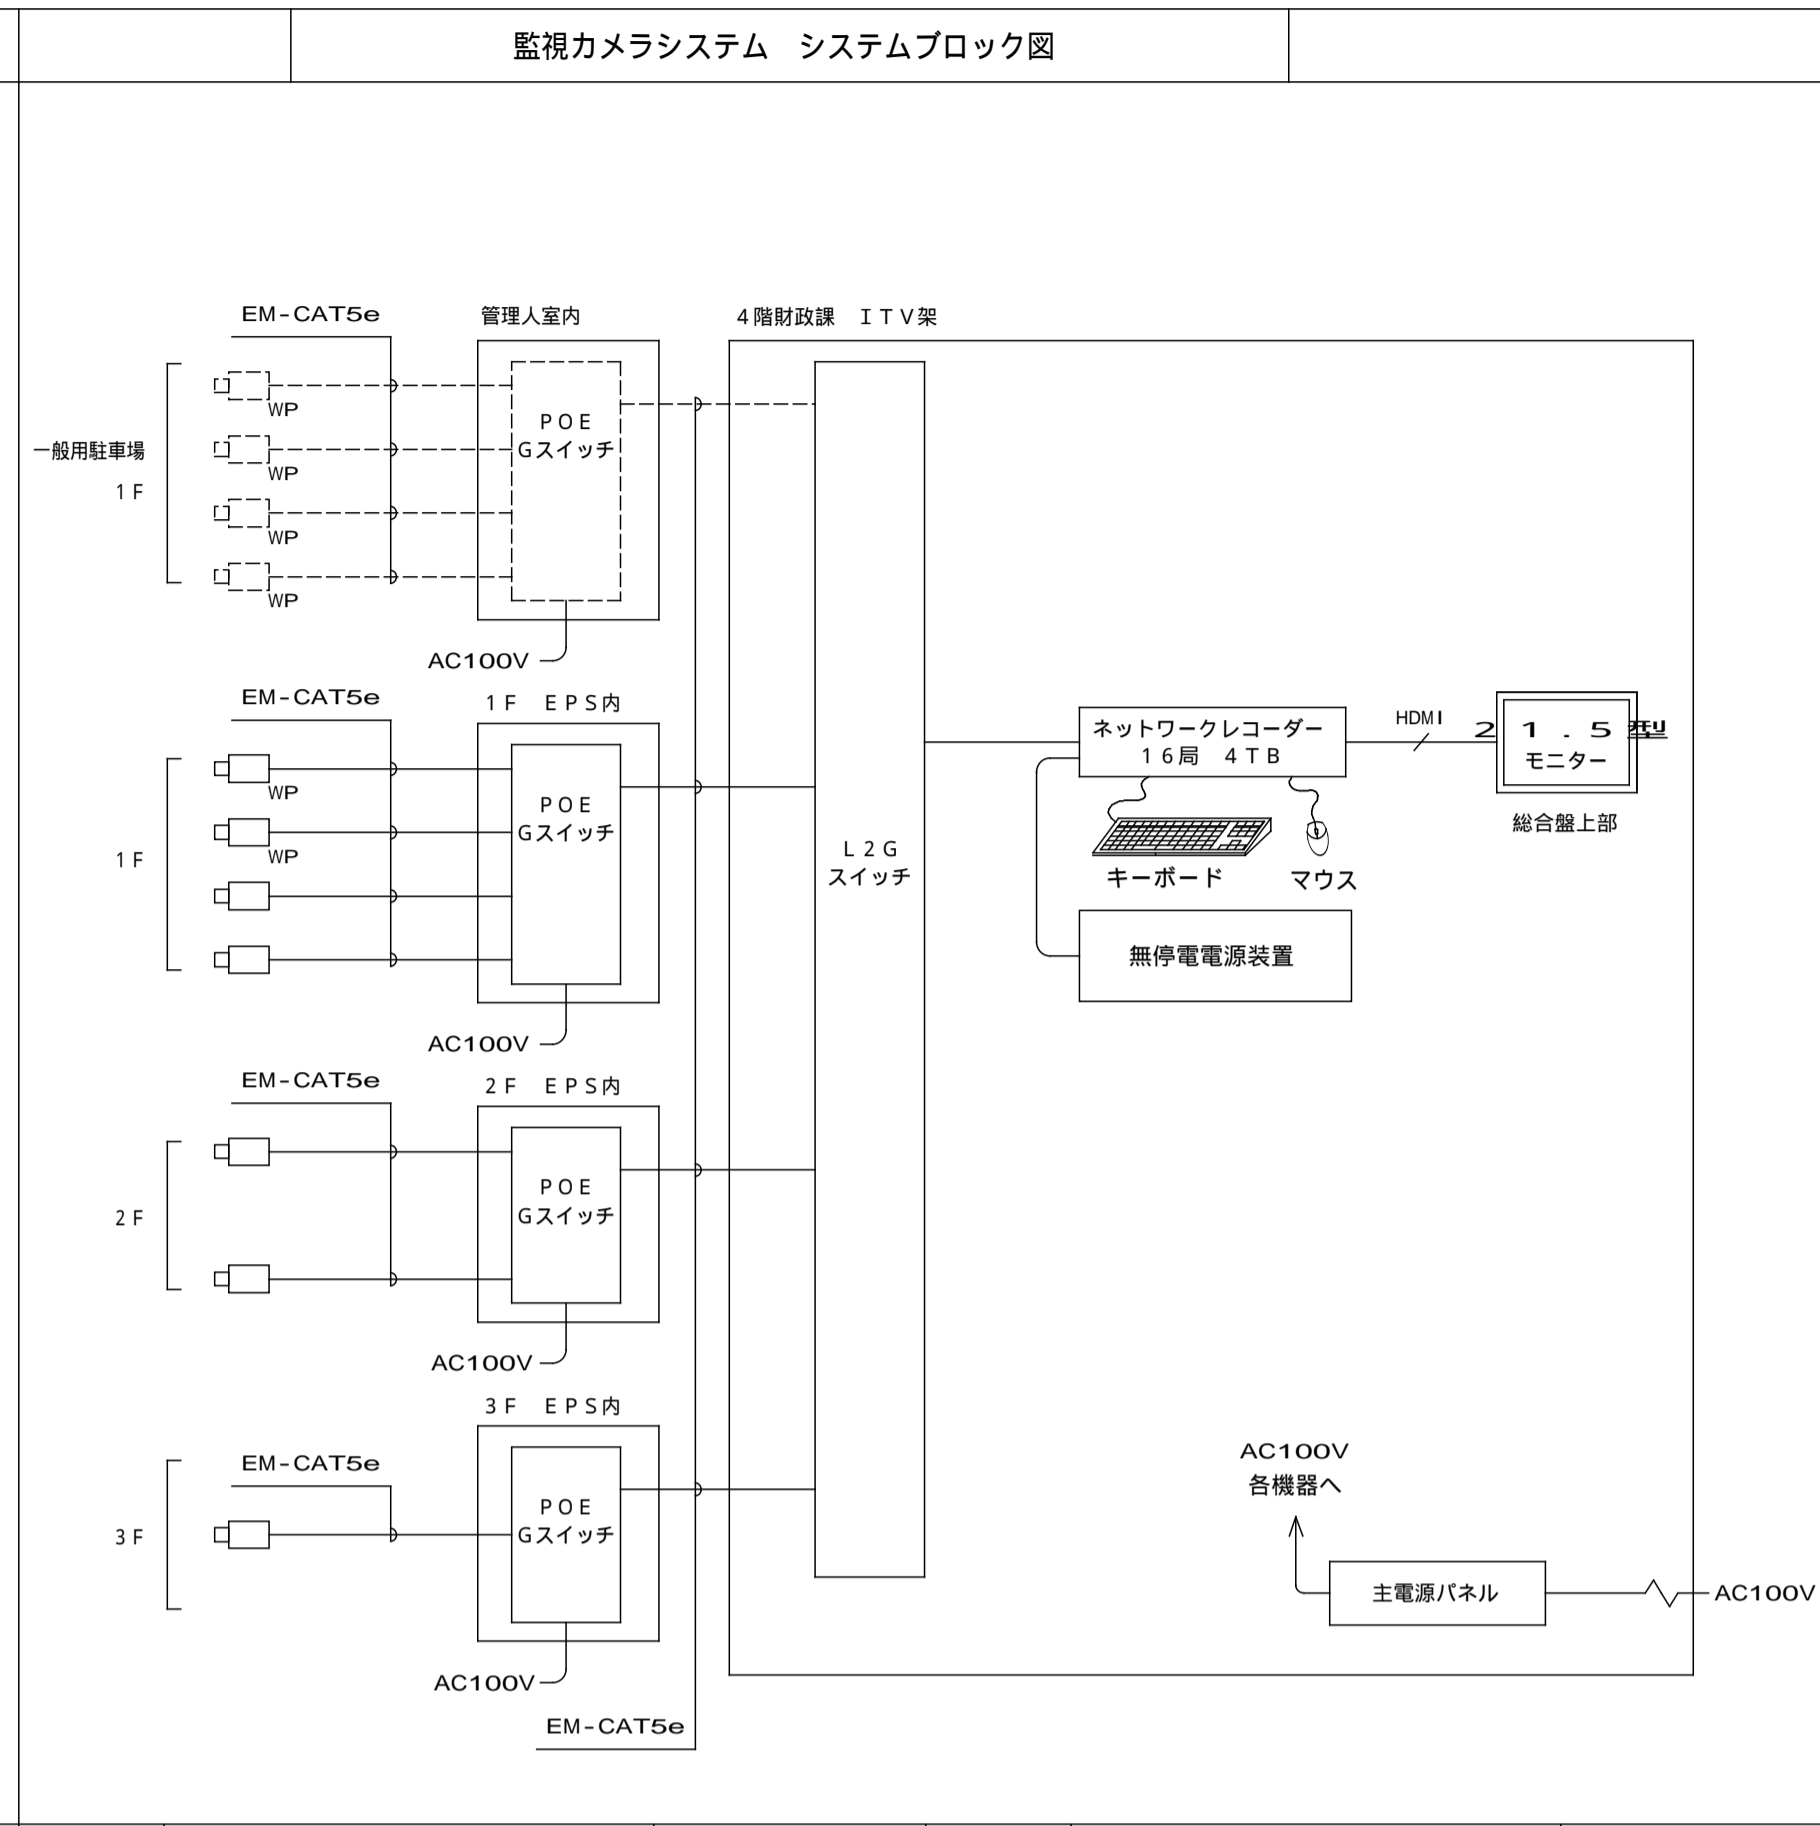 監視カメラシステム　システムブロック図
EM-CAT5e
管理人室内
4階財政課　ITV架
WP
WP
WP
WP
一般用駐車場
1F
POE
Gスイッチ
AC100V
EM-CAT5e
1F　EPS内
WP
WP
1F
POE
Gスイッチ
AC100V
EM-CAT5e
2F　EPS内
2F
POE
Gスイッチ
AC100V
3F　EPS内
EM-CAT5e
3F
POE
Gスイッチ
AC100V
EM-CAT5e
L2G
スイッチ
ネットワークレコーダー
16局　4TB
HDMI
21.5型
モニター
総合盤上部
キーボード
マウス
無停電電源装置
AC100V
各機器へ
主電源パネル
AC100V